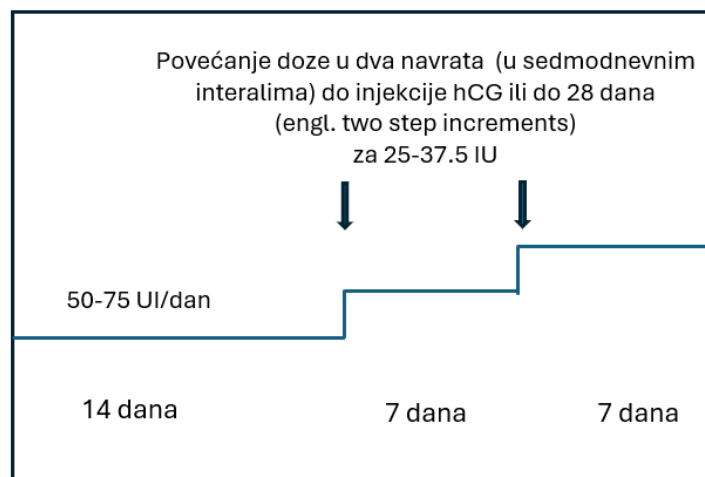 Povećanje doze u dva navrata (u sedmodnevnim
interalima) do injekcije hCG ili do 28 dana
(engl. two step increments)
za 25-37.5 IU
50-75 UI/dan
14 dana
7 dana
7 dana